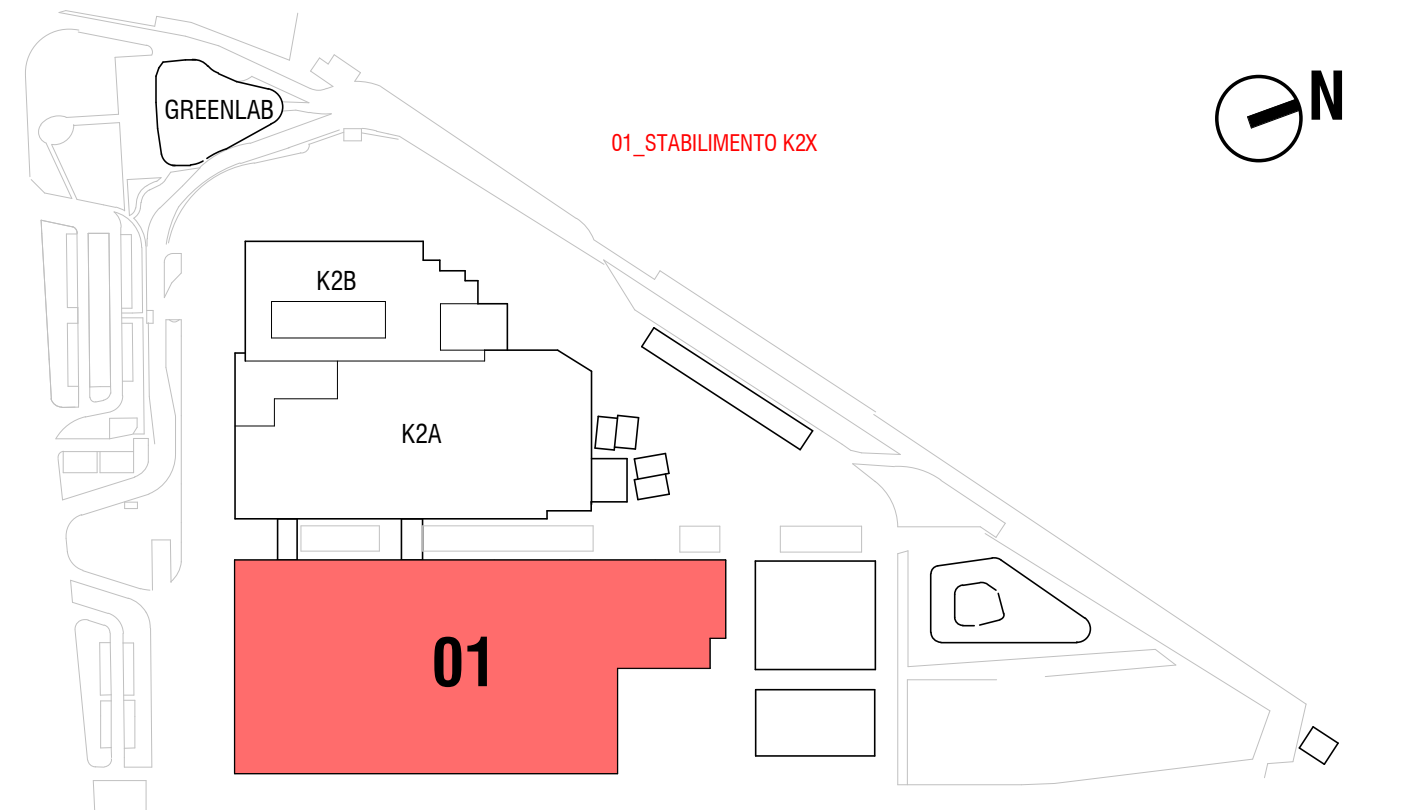 N
GREENLAB
01_STABILIMENTO K2X
K2B
K2A
01